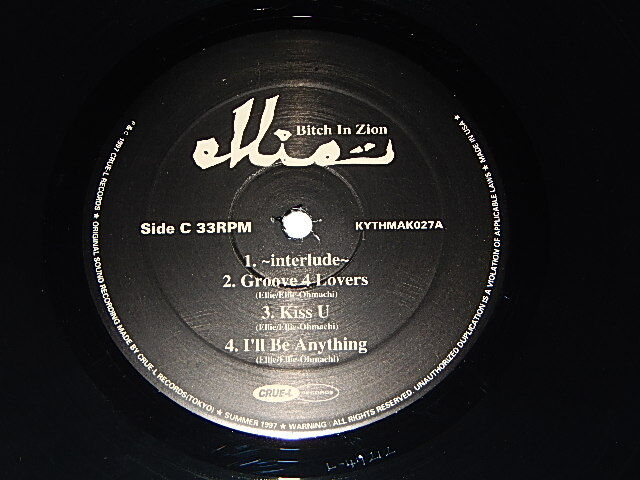 Bitch In Zion
ellie
Side C 33RPM
KYTHMAK027A
1. ~interlude~
2. Groove 4 Lovers
(Ellie/Ellie-Ohmachi)
3. Kiss U
(Ellie/Ellie-Ohmachi)
4. I'll Be Anything
(Ellie/Ellie-Ohmachi)
CRUE-L RECORDS
℗ & C 1997 CRUE-L RECORDS ★ ORIGINAL SOUND RECORDING MADE BY CRUE-L RECORDS(TOKYO) ★ SUMMER 1997 ★ WARNING : ALL RIGHTS RESERVED. UNAUTHORIZED DUPLICATION IS A VIOLATION OF APPLICABLE LAWS ★ MADE IN USA ★